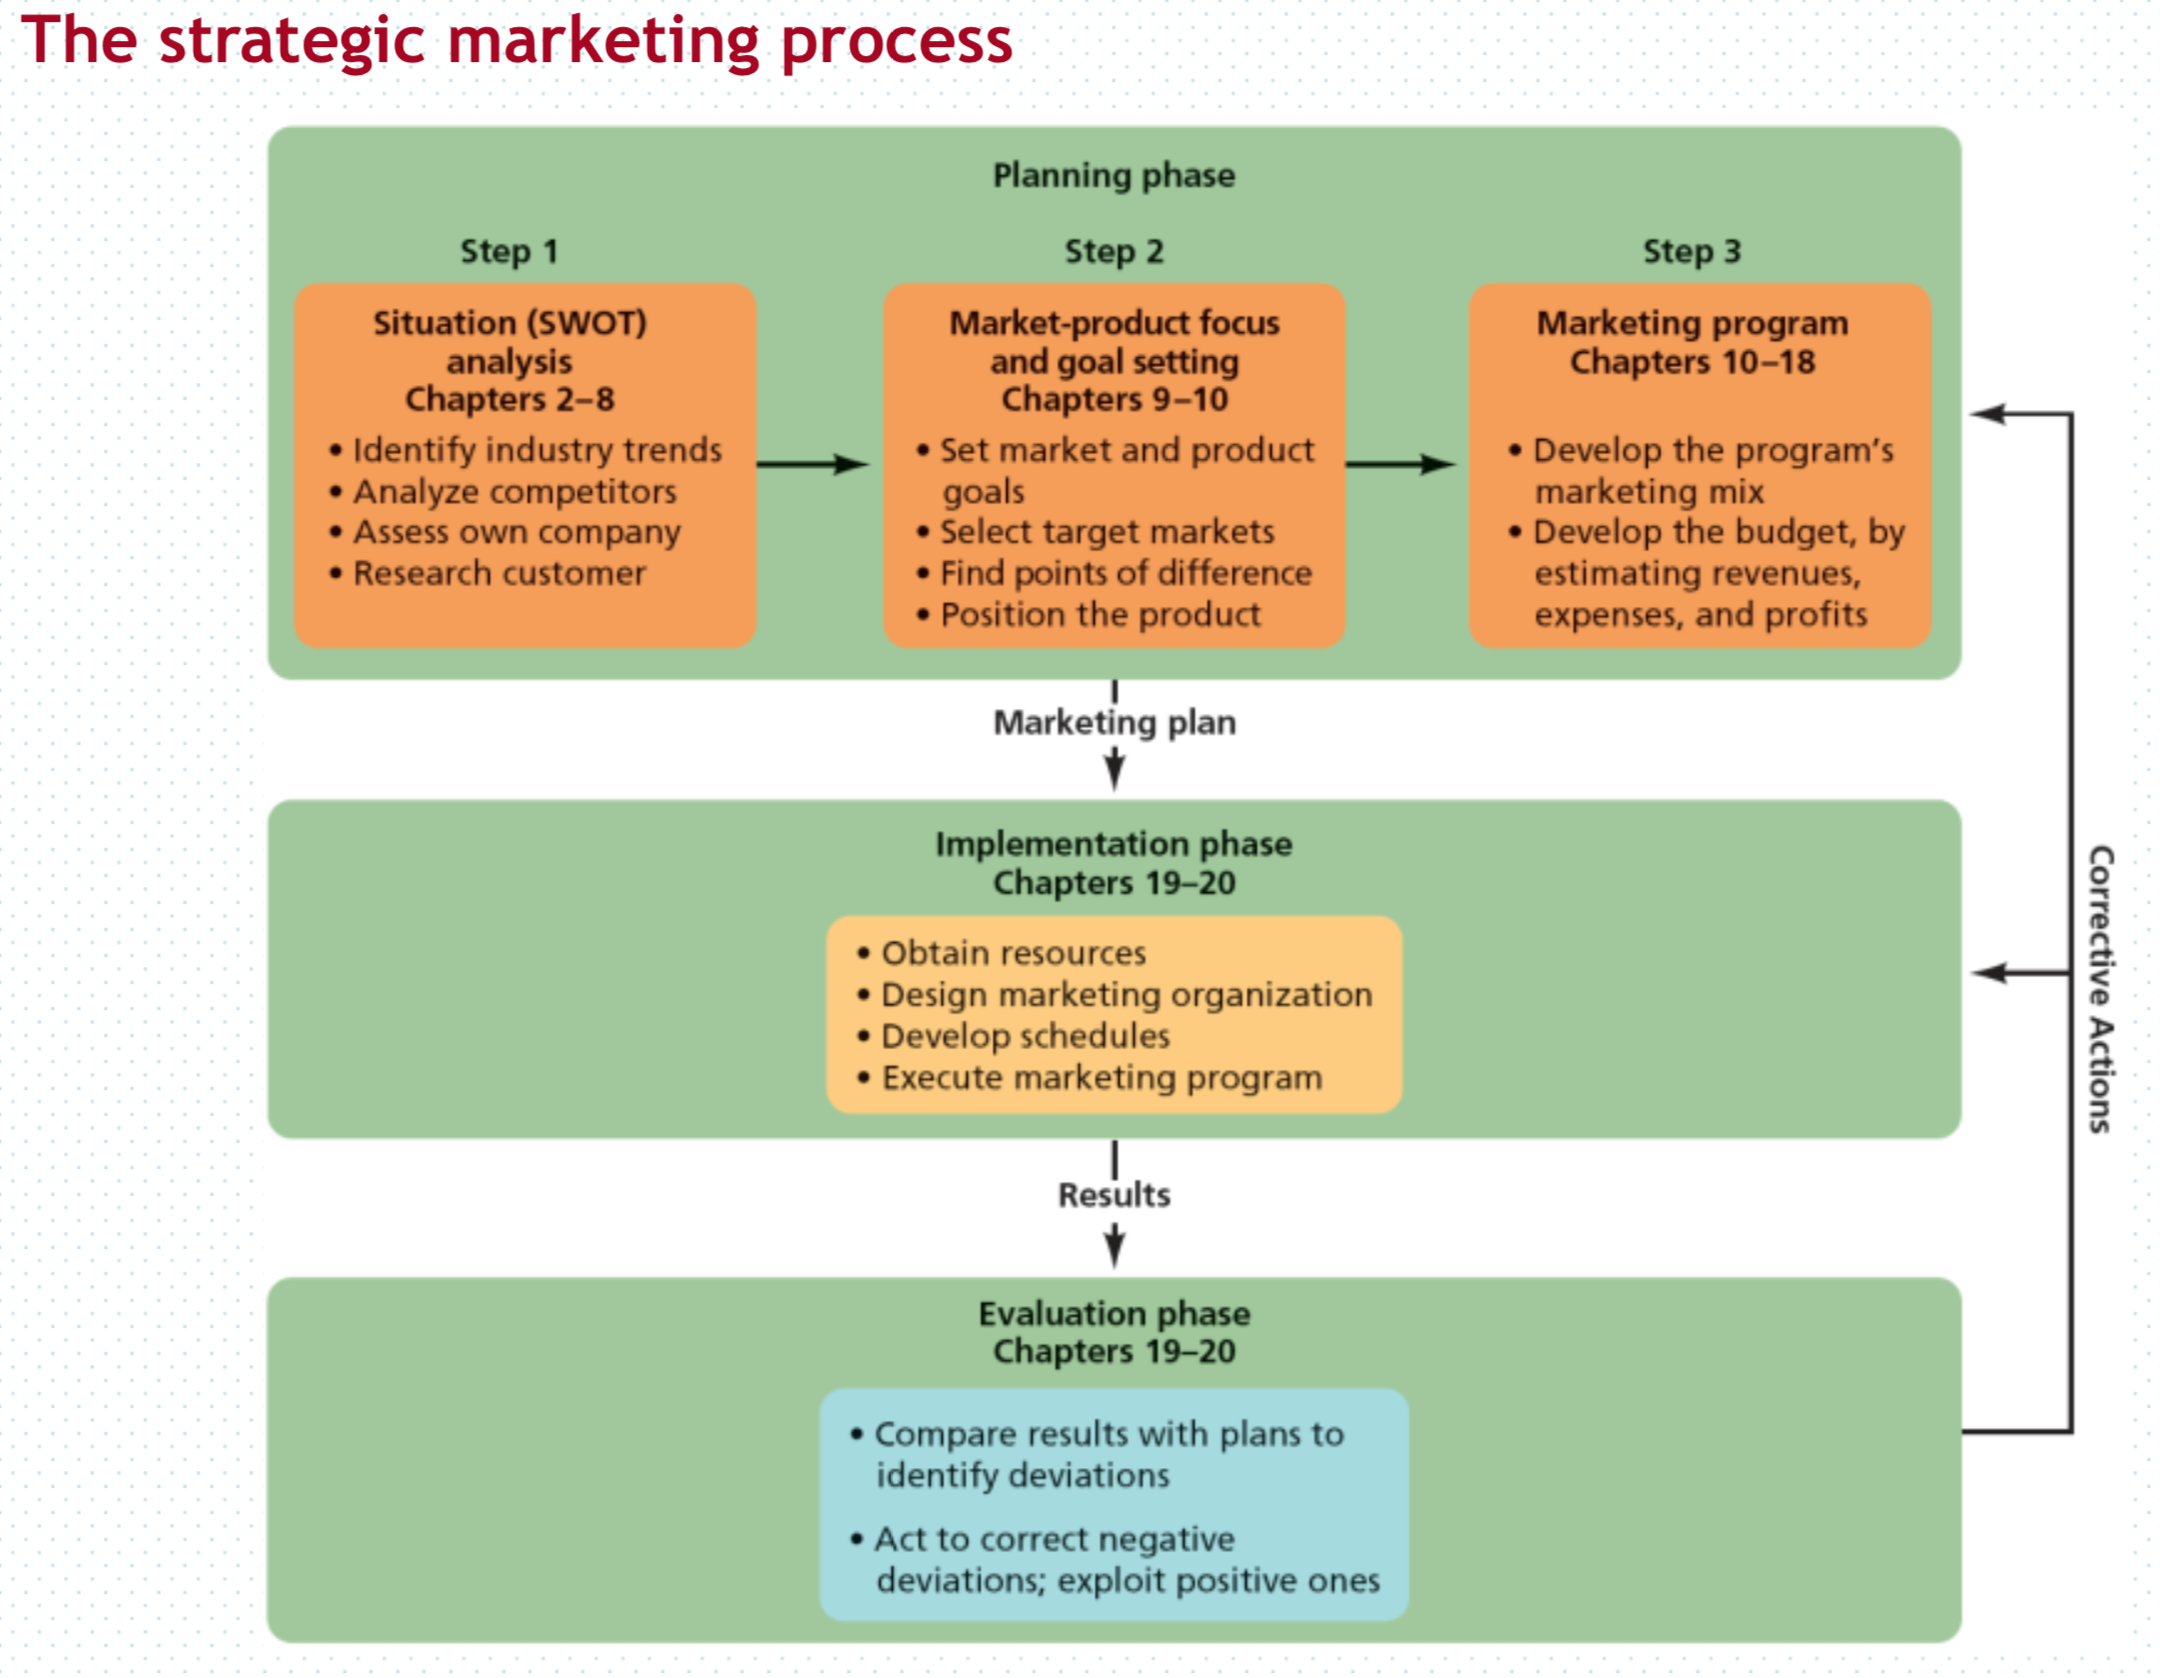 The strategic marketing process
Planning phase
Step 1
Situation (SWOT)
analysis
Chapters 2–8
• Identify industry trends
• Analyze competitors
• Assess own company
• Research customer
Step 2
Market-product focus
and goal setting
Chapters 9–10
• Set market and product
goals
• Select target markets
• Find points of difference
• Position the product
Step 3
Marketing program
Chapters 10–18
• Develop the program's
marketing mix
• Develop the budget, by
estimating revenues,
expenses, and profits
Marketing plan
Implementation phase
Chapters 19–20
• Obtain resources
• Design marketing organization
• Develop schedules
• Execute marketing program
Results
Evaluation phase
Chapters 19–20
• Compare results with plans to
identify deviations
• Act to correct negative
deviations; exploit positive ones
Corrective Actions